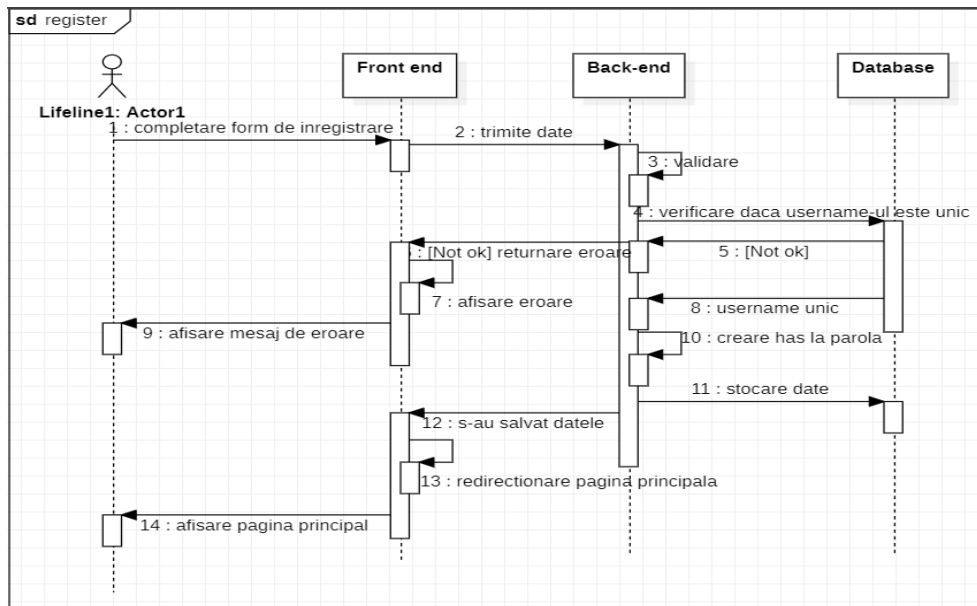 sd register
Front end
Back-end
Database
Lifeline1: Actor1
1 : completare form de inregistrare
2 : trimite date
3 : validare
4 : verificare daca username-ul este unic
: [Not ok] returnare eroare
5 : [Not ok]
7 : afisare eroare
8 : username unic
9 : afisare mesaj de eroare
10 : creare has la parola
11 : stocare date
12 : s-au salvat datele
13 : redirectionare pagina principala
14 : afisare pagina principal